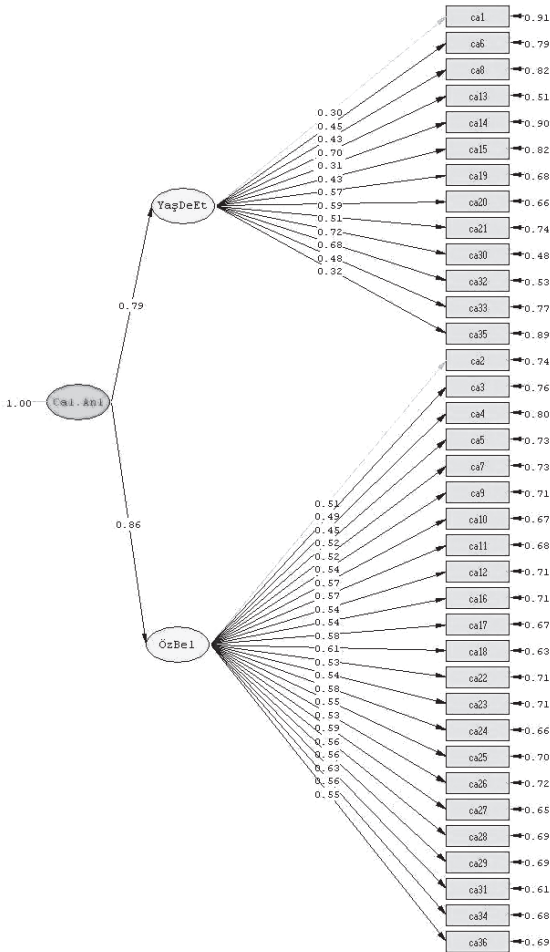 ca1 0.91
ca6 0.79
ca8 0.82
ca13 0.51
ca14 0.90
ca15 0.82
ca19 0.68
ca20 0.66
ca21 0.74
ca30 0.48
ca32 0.53
ca33 0.77
ca35 0.89
0.30
0.45
0.43
0.70
0.31
0.43
0.57
0.59
0.51
0.72
0.68
0.48
0.32
YaşDeEt
0.79
1.00
0.86
ÖzBel
ca2 0.74
ca3 0.76
ca4 0.80
ca5 0.73
ca7 0.73
ca9 0.71
ca10 0.67
ca11 0.68
ca12 0.71
ca16 0.71
ca17 0.67
ca18 0.63
ca22 0.71
ca23 0.71
ca24 0.66
ca25 0.70
ca26 0.72
ca27 0.65
ca28 0.69
ca29 0.69
ca31 0.61
ca34 0.68
ca36 0.69
0.51
0.49
0.45
0.52
0.52
0.54
0.57
0.57
0.54
0.54
0.58
0.61
0.53
0.54
0.58
0.55
0.53
0.59
0.56
0.56
0.63
0.56
0.55